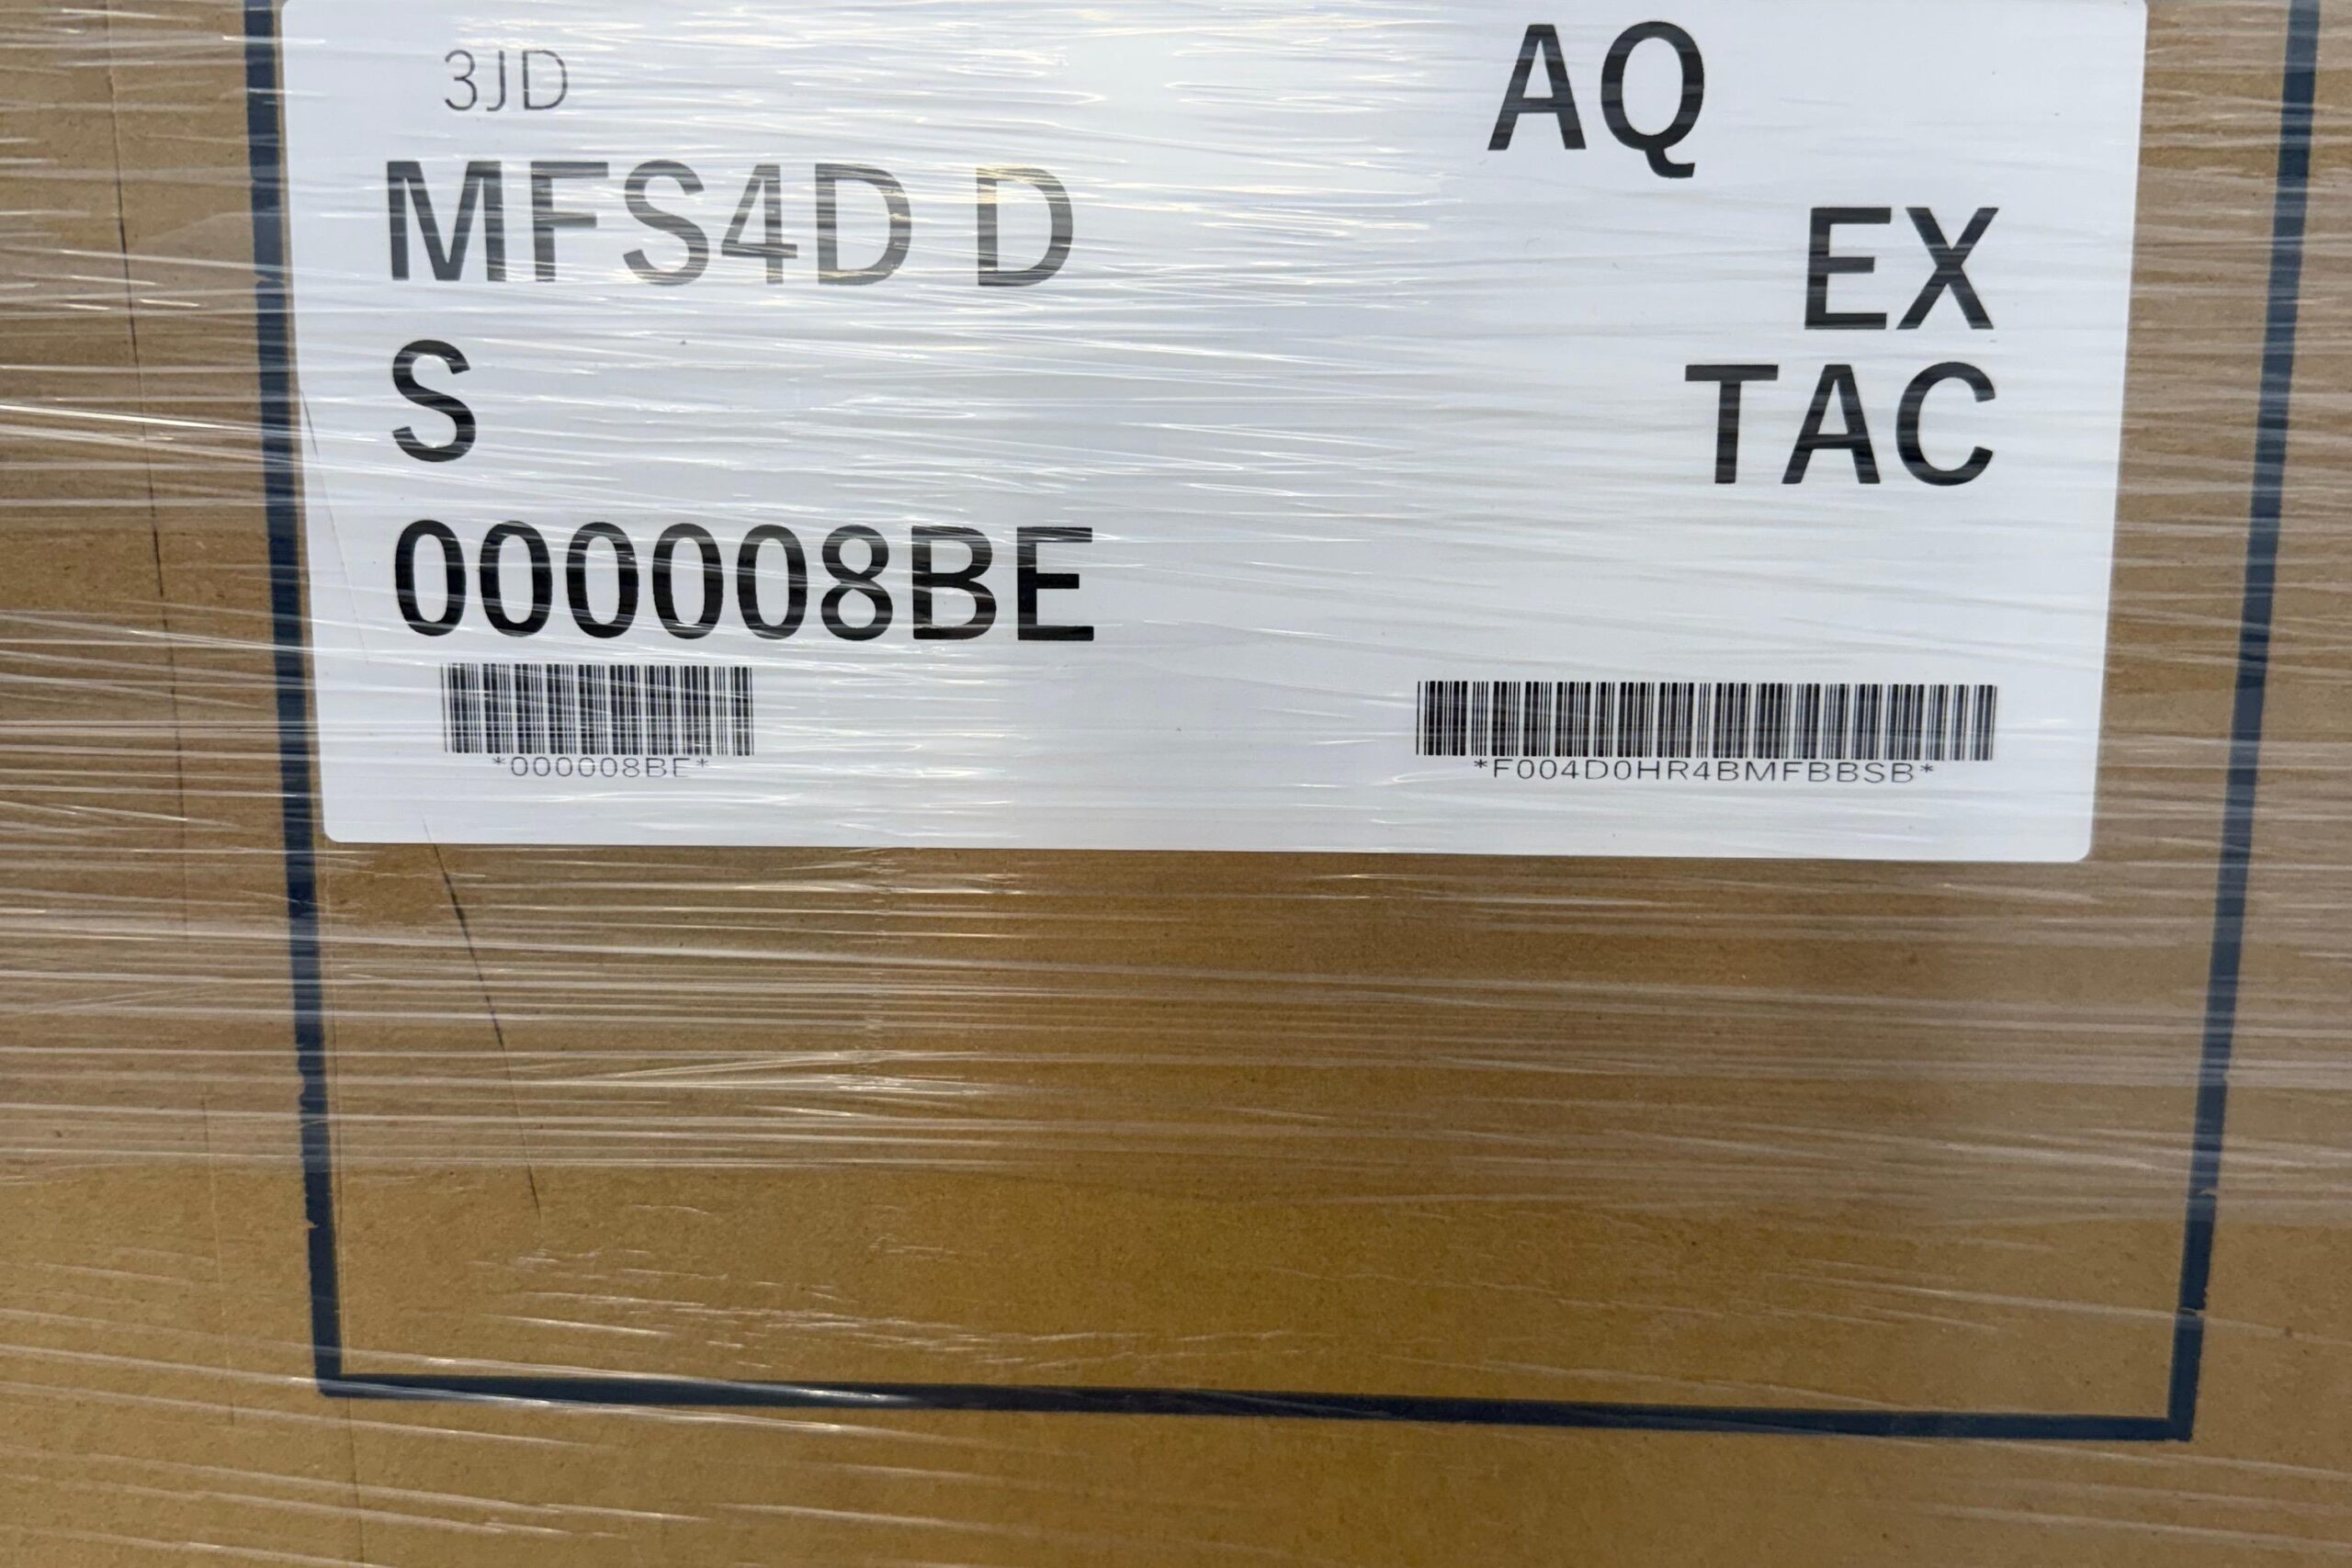 3JD
AQ
MFS4D D
EX
S
TAC
000008BE
*000008BE*
*F004D0HR4BMFBBSB*